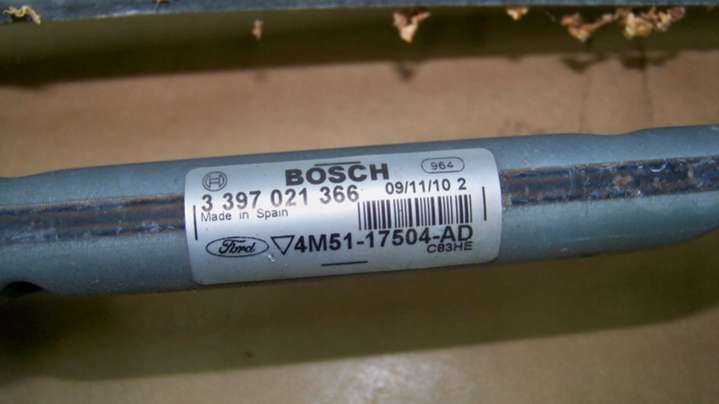 BOSCH 964
3 397 021 366 09/11/10 2
Made in Spain
Ford ▽4M51-17504-AD
C83HE